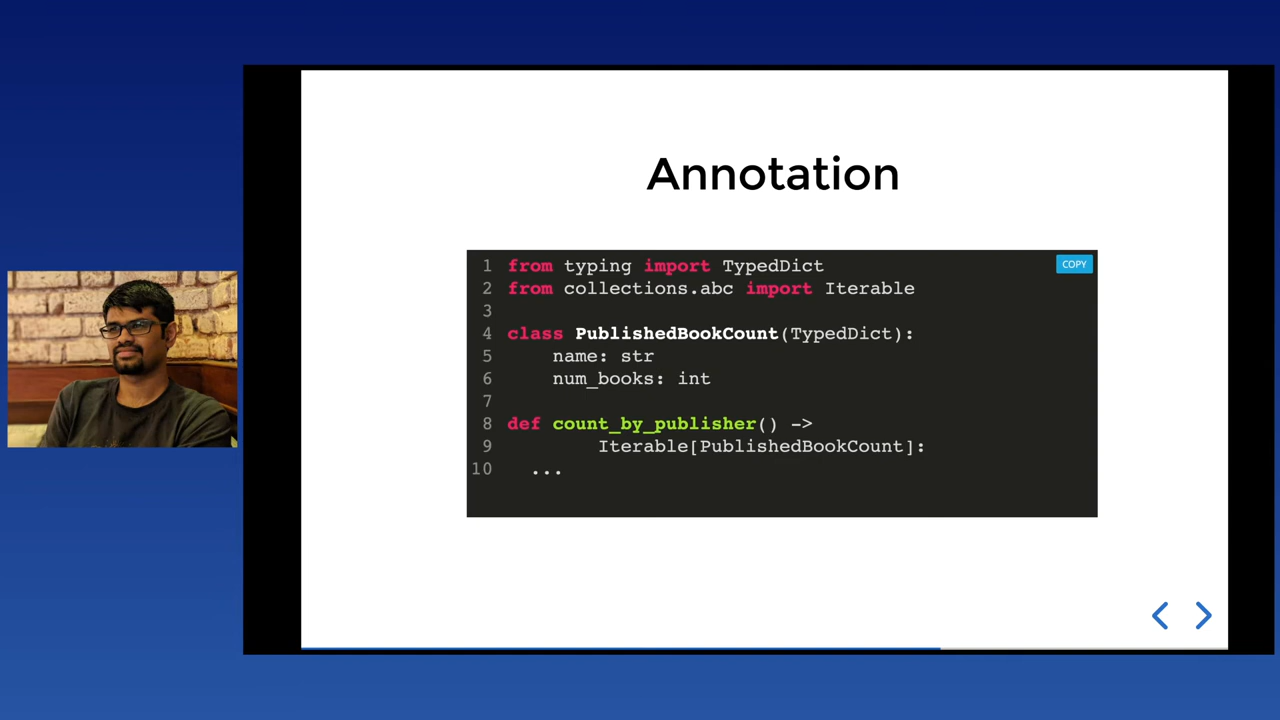 Annotation
COPY
1 from typing import TypedDict
2 from collections.abc import Iterable
3
4 class PublishedBookCount(TypedDict):
5     name: str
6     num_books: int
7
8 def count_by_publisher() ->
9         Iterable[PublishedBookCount]:
10   ...